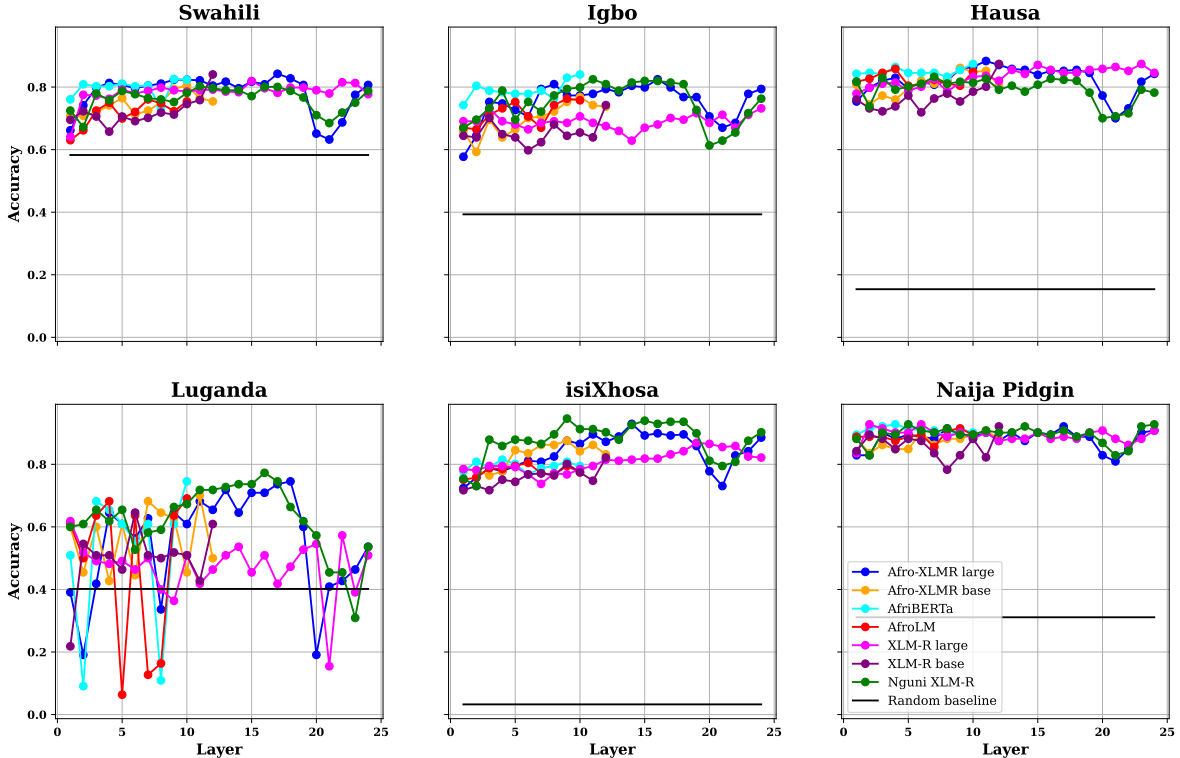 Swahili
Igbo
Hausa
Accuracy
0.8
0.6
0.4
0.2
0.0
Luganda
isiXhosa
Naija Pidgin
Accuracy
0.8
0.6
0.4
0.2
0.0
Afro-XLMR large
Afro-XLMR base
AfriBERTa
AfroLM
XLM-R large
XLM-R base
Nguni XLM-R
Random baseline
0 5 10 15 20 25
0 5 10 15 20 25
0 5 10 15 20 25
Layer
Layer
Layer